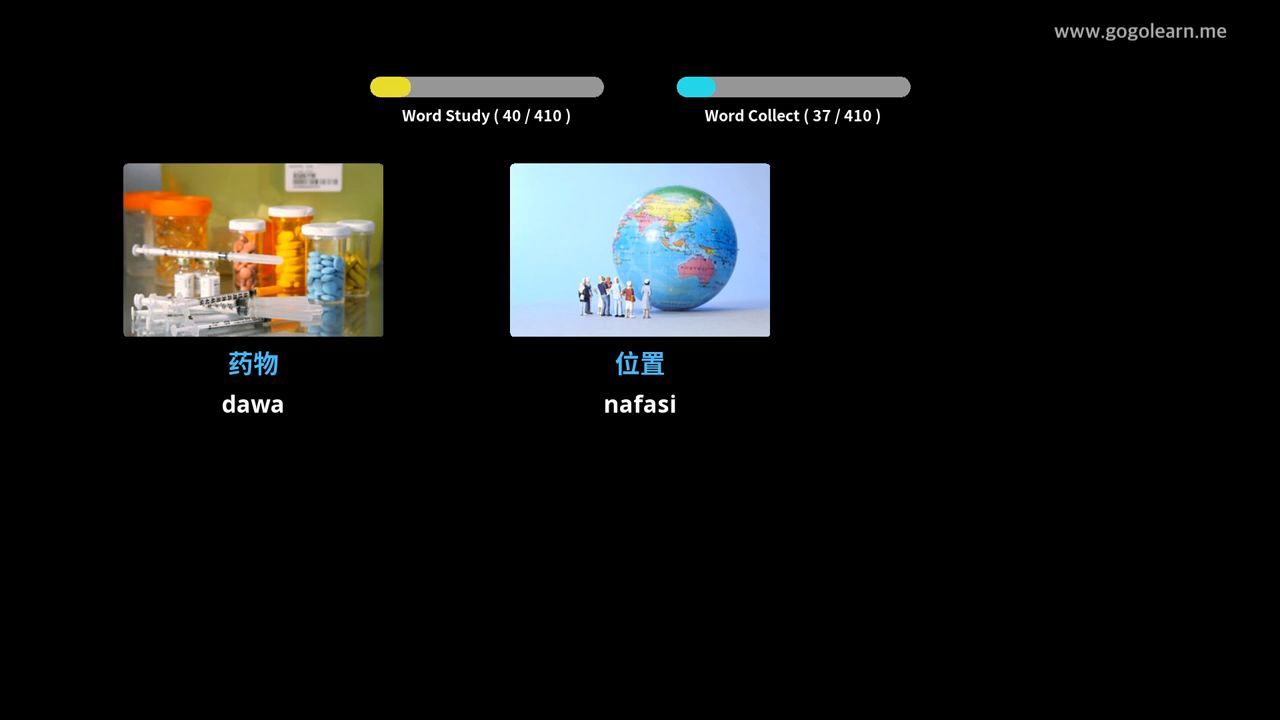 www.gogolearn.me
Word Study ( 40 / 410 )
Word Collect ( 37 / 410 )
药物
dawa
位置
nafasi